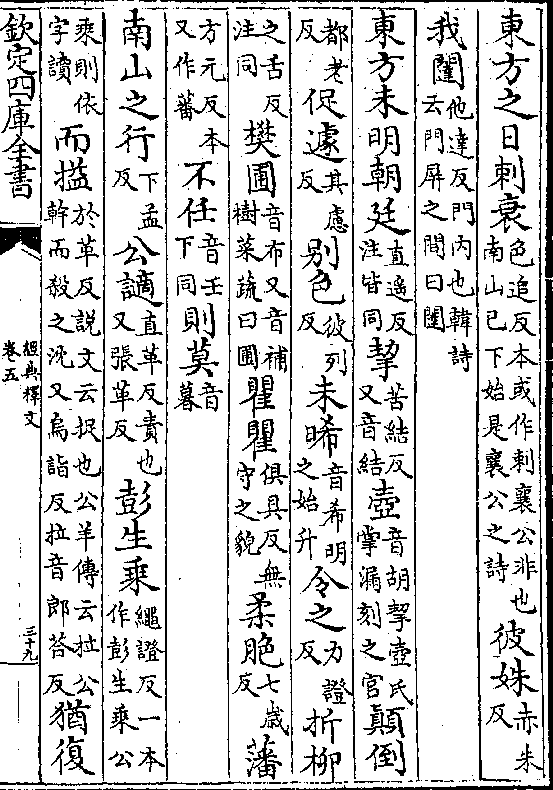 東方之日刺衰色追反本或作刺襄公非也南山已下始是襄公之詩彼姝赤朱反
我闥他達反門内也韓詩云門屏之間曰闥
東方未明朝廷直遥反注皆同挈苦結反又音結壺音胡挈壺氏掌漏刻之官顛倒
都老反促遽其慮反别色彼列反未晞音希明之始升令之力證反折柳
之舌反注同樊圃音布又音補樹菜蔬曰圃瞿瞿俱具反無守之貌柔脃七歲反藩
方元反本又作蕃不任音壬下同則莫音暮
南山之行下孟反公謫直革反責也又張革反彭生乘繩證反一本作彭生乘公
乘則依字讀而搤於革反説文云捉也公羊傳云拉公幹而殺之沈又烏詣反拉音郎荅反猶復
欽定四庫全書
經典釋文
卷五
三十九